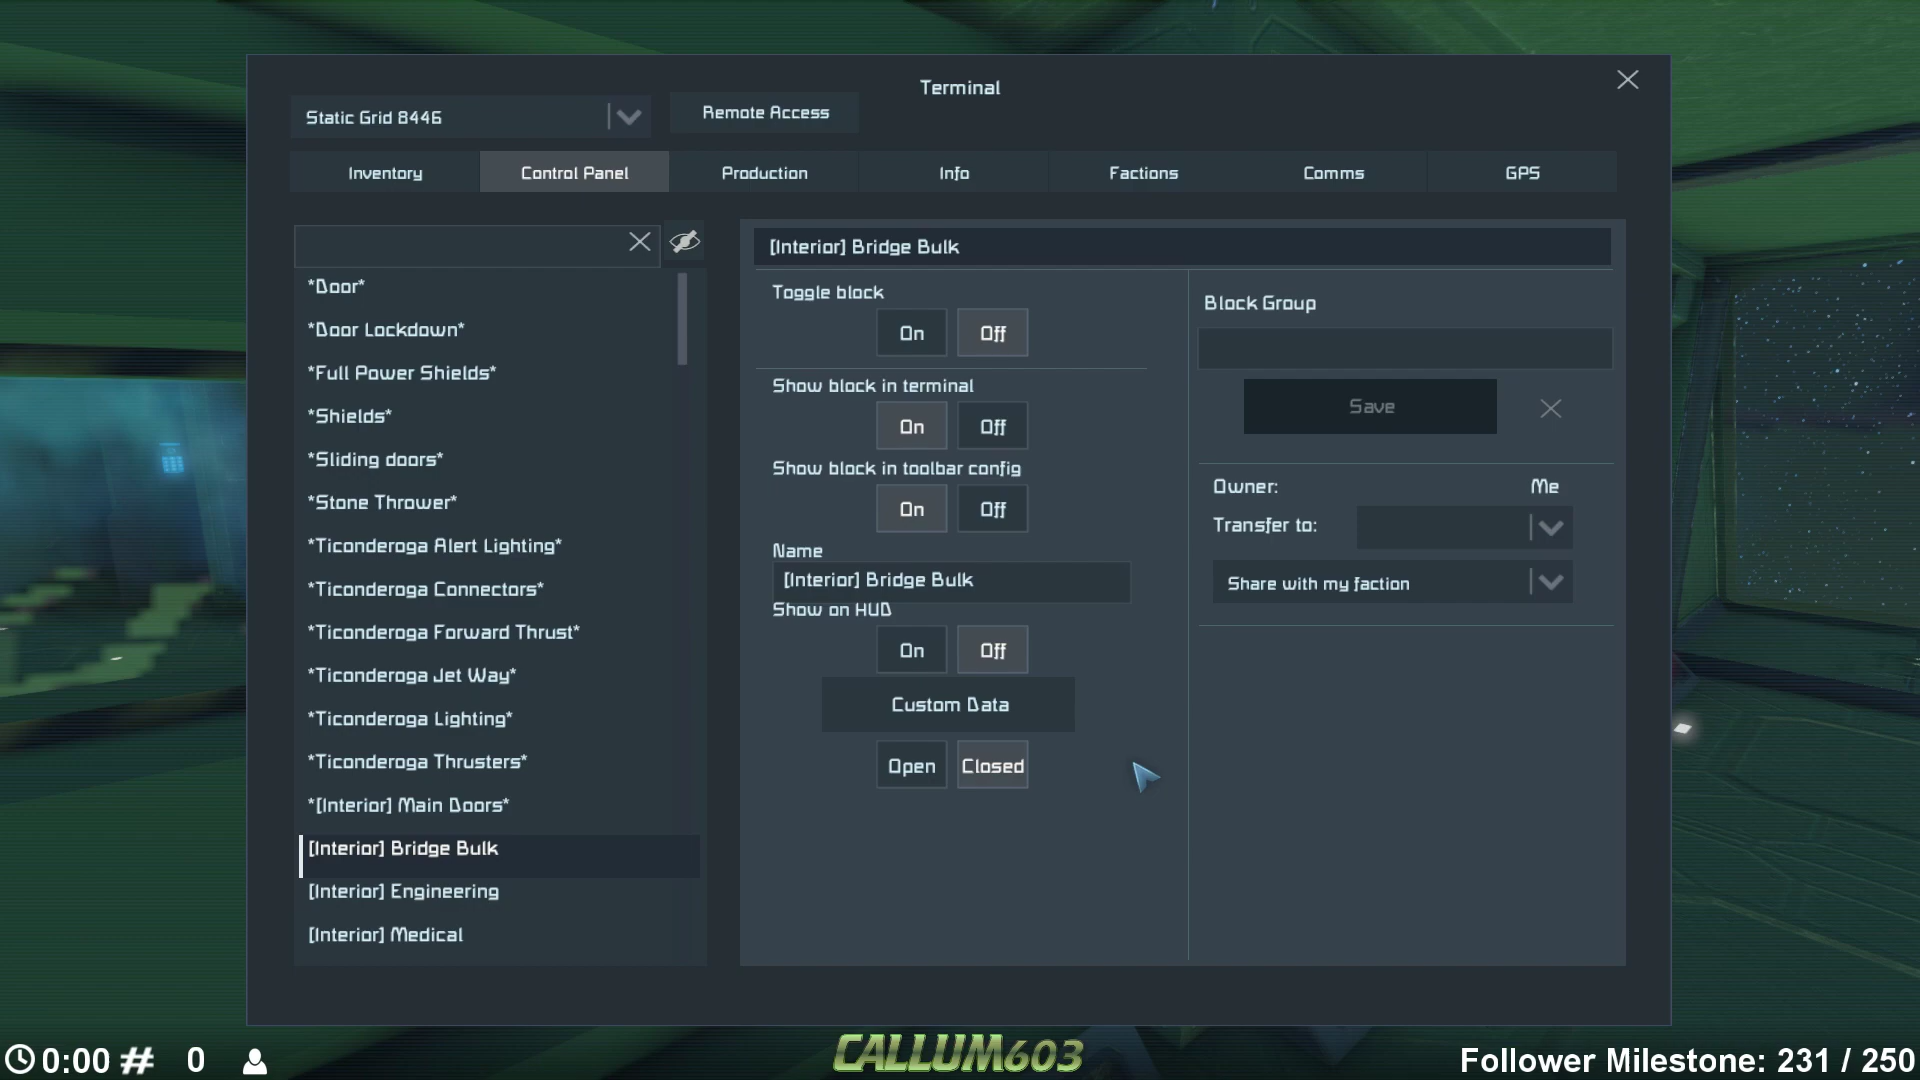 Terminal
Static Grid 8446
Remote Access
Inventory
Control Panel
Production
Info
Factions
Comms
GPS
*Door*
*Door Lockdown*
*Full Power Shields*
*Shields*
*Sliding doors*
*Stone Thrower*
*Ticonderoga Alert Lighting*
*Ticonderoga Connectors*
*Ticonderoga Forward Thrust*
*Ticonderoga Jet Way*
*Ticonderoga Lighting*
*Ticonderoga Thrusters*
*[Interior] Main Doors*
[Interior] Bridge Bulk
[Interior] Engineering
[Interior] Medical
[Interior] Bridge Bulk
Toggle block
On Off
Show block in terminal
On Off
Show block in toolbar config
On Off
Name
[Interior] Bridge Bulk
Show on HUD
On Off
Custom Data
Open Closed
Block Group
Save
Owner: Me
Transfer to:
Share with my faction
0:00 # 0
CALLUM603
Follower Milestone: 231 / 250